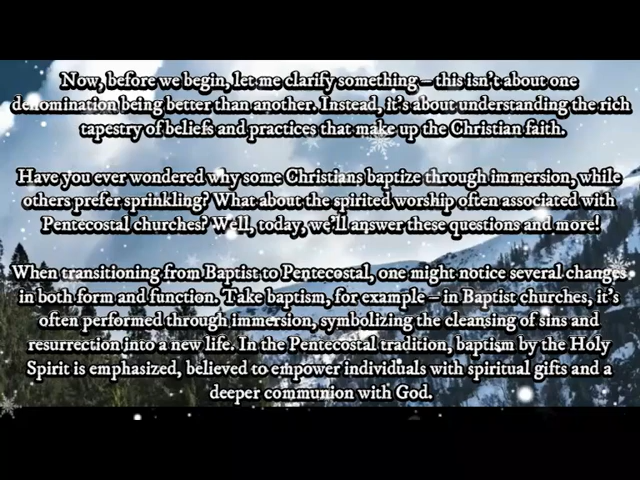 Now, before we begin, let me clarify something – this isn't about one
denomination being better than another. Instead, it's about understanding the rich
tapestry of beliefs and practices that make up the Christian faith.
Have you ever wondered why some Christians baptize through immersion, while
others prefer sprinkling? What about the spirited worship often associated with
Pentecostal churches? Well, today, we'll answer these questions and more!
When transitioning from Baptist to Pentecostal, one might notice several changes
in both form and function. Take baptism, for example – in Baptist churches, it's
often performed through immersion, symbolizing the cleansing of sins and
resurrection into a new life. In the Pentecostal tradition, baptism by the Holy
Spirit is emphasized, believed to empower individuals with spiritual gifts and a
deeper communion with God.